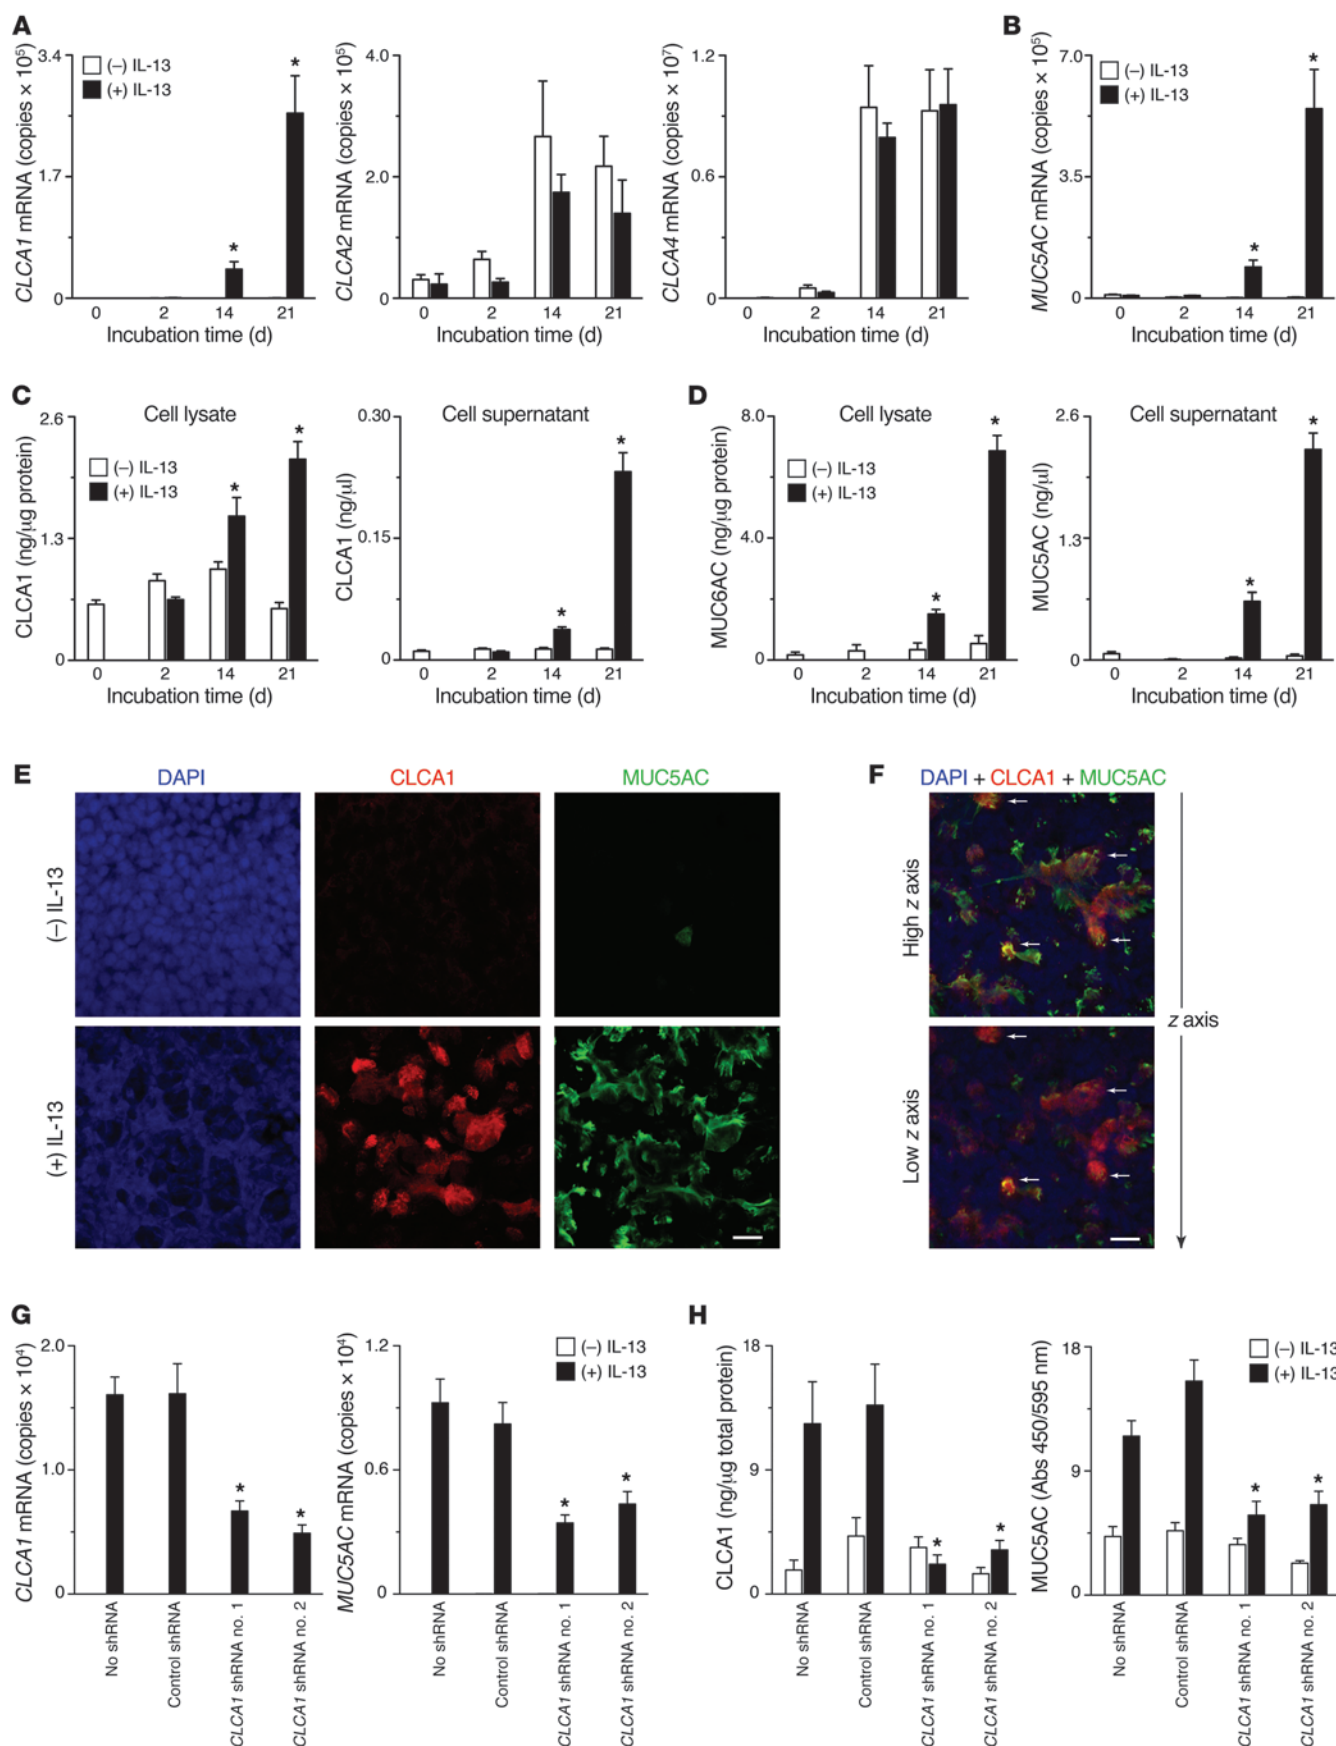 A
CLCA1 mRNA (copies × 10⁵)
3.4
1.7
0
(–) IL-13
(+) IL-13
*
*
0 2 14 21
Incubation time (d)
CLCA2 mRNA (copies × 10⁵)
4.0
2.0
0
0 2 14 21
Incubation time (d)
CLCA4 mRNA (copies × 10⁷)
1.2
0.6
0
0 2 14 21
Incubation time (d)
B
MUC5AC mRNA (copies × 10⁵)
7.0
3.5
0
(–) IL-13
(+) IL-13
*
*
0 2 14 21
Incubation time (d)
C
Cell lysate
CLCA1 (ng/µg protein)
2.6
1.3
0
(–) IL-13
(+) IL-13
*
*
0 2 14 21
Incubation time (d)
Cell supernatant
CLCA1 (ng/µl)
0.30
0.15
0
*
*
0 2 14 21
Incubation time (d)
D
Cell lysate
MUC6AC (ng/µg protein)
8.0
4.0
0
(–) IL-13
(+) IL-13
*
*
0 2 14 21
Incubation time (d)
Cell supernatant
MUC5AC (ng/µl)
2.6
1.3
0
*
*
0 2 14 21
Incubation time (d)
E
DAPI
CLCA1
MUC5AC
(–) IL-13
(+) IL-13
F
DAPI + CLCA1 + MUC5AC
High z axis
Low z axis
z axis
G
CLCA1 mRNA (copies × 10⁴)
2.0
1.0
0
*
*
No shRNA
Control shRNA
CLCA1 shRNA no. 1
CLCA1 shRNA no. 2
MUC5AC mRNA (copies × 10⁴)
1.2
0.6
0
(–) IL-13
(+) IL-13
*
*
No shRNA
Control shRNA
CLCA1 shRNA no. 1
CLCA1 shRNA no. 2
H
CLCA1 (ng/µg total protein)
18
9
0
*
*
No shRNA
Control shRNA
CLCA1 shRNA no. 1
CLCA1 shRNA no. 2
MUC5AC (Abs 450/595 nm)
18
9
0
(–) IL-13
(+) IL-13
*
*
No shRNA
Control shRNA
CLCA1 shRNA no. 1
CLCA1 shRNA no. 2